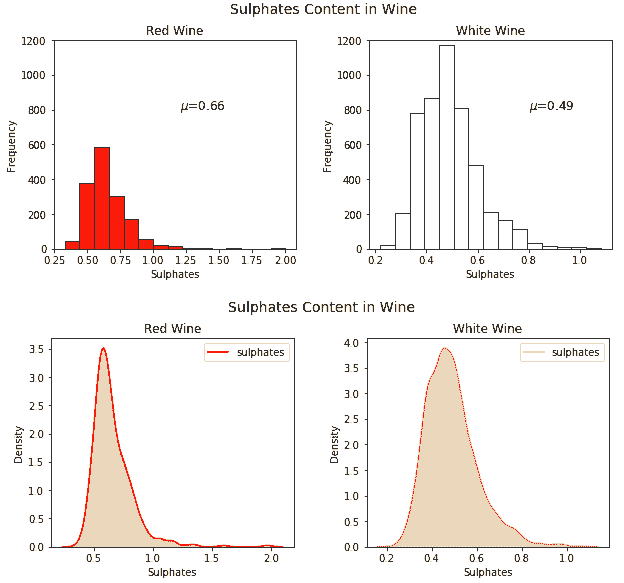 Sulphates Content in Wine
Red Wine
White Wine
1200
1000
800
600
400
200
0
Frequency
μ=0.66
0.25 0.50 0.75 1.00 1.25 1.50 1.75 2.00
Sulphates
1200
1000
800
600
400
200
0
Frequency
μ=0.49
0.2 0.4 0.6 0.8 1.0
Sulphates
Sulphates Content in Wine
Red Wine
White Wine
3.5
3.0
2.5
2.0
1.5
1.0
0.5
0.0
Density
sulphates
0.5 1.0 1.5 2.0
Sulphates
4.0
3.5
3.0
2.5
2.0
1.5
1.0
0.5
0.0
Density
sulphates
0.2 0.4 0.6 0.8 1.0
Sulphates